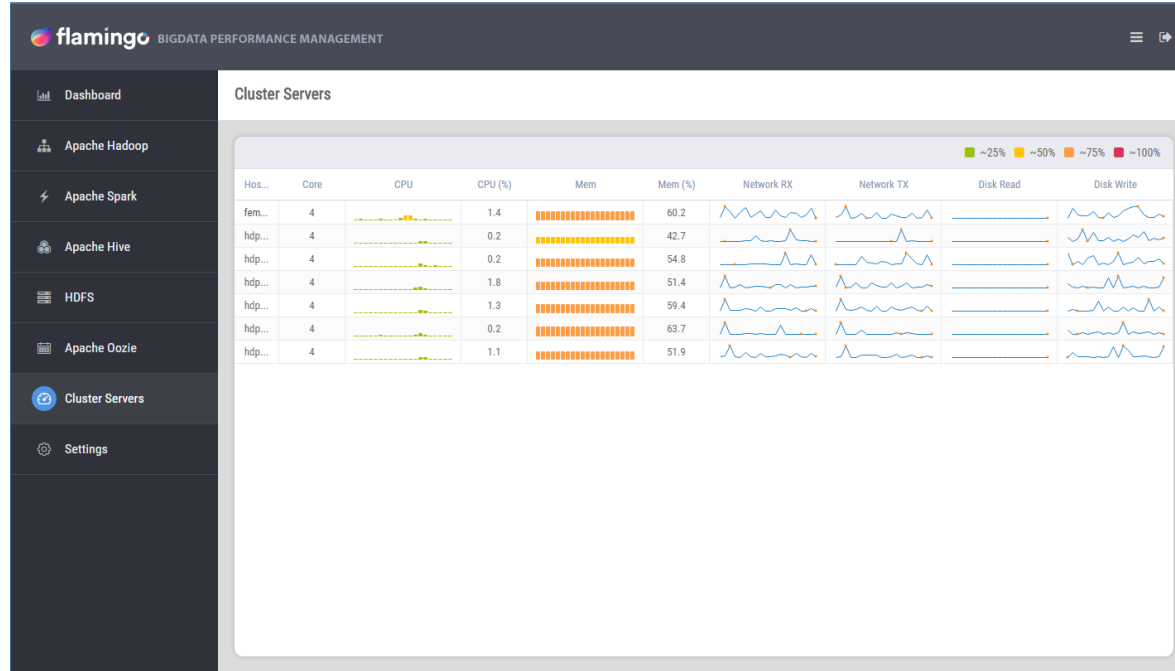 flamingo BIGDATA PERFORMANCE MANAGEMENT
Dashboard
Apache Hadoop
Apache Spark
Apache Hive
HDFS
Apache Oozie
Cluster Servers
Settings
Cluster Servers
~25% ~50% ~75% ~100%
Hos... Core CPU CPU (%) Mem Mem (%) Network RX Network TX Disk Read Disk Write
fem... 4 1.4 60.2
hdp... 4 0.2 42.7
hdp... 4 0.2 54.8
hdp... 4 1.8 51.4
hdp... 4 1.3 59.4
hdp... 4 0.2 63.7
hdp... 4 1.1 51.9